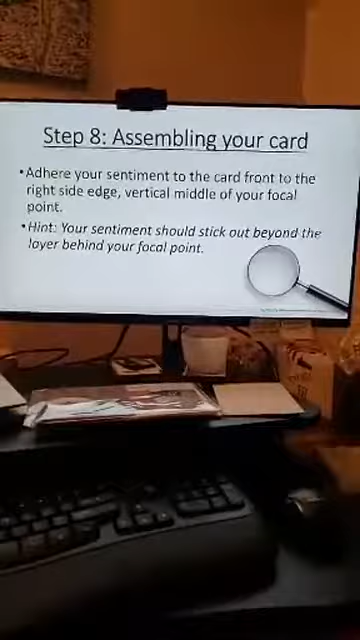 Step 8: Assembling your card
•Adhere your sentiment to the card front to the
right side edge, vertical middle of your focal
point.
•Hint: Your sentiment should stick out beyond the
layer behind your focal point.